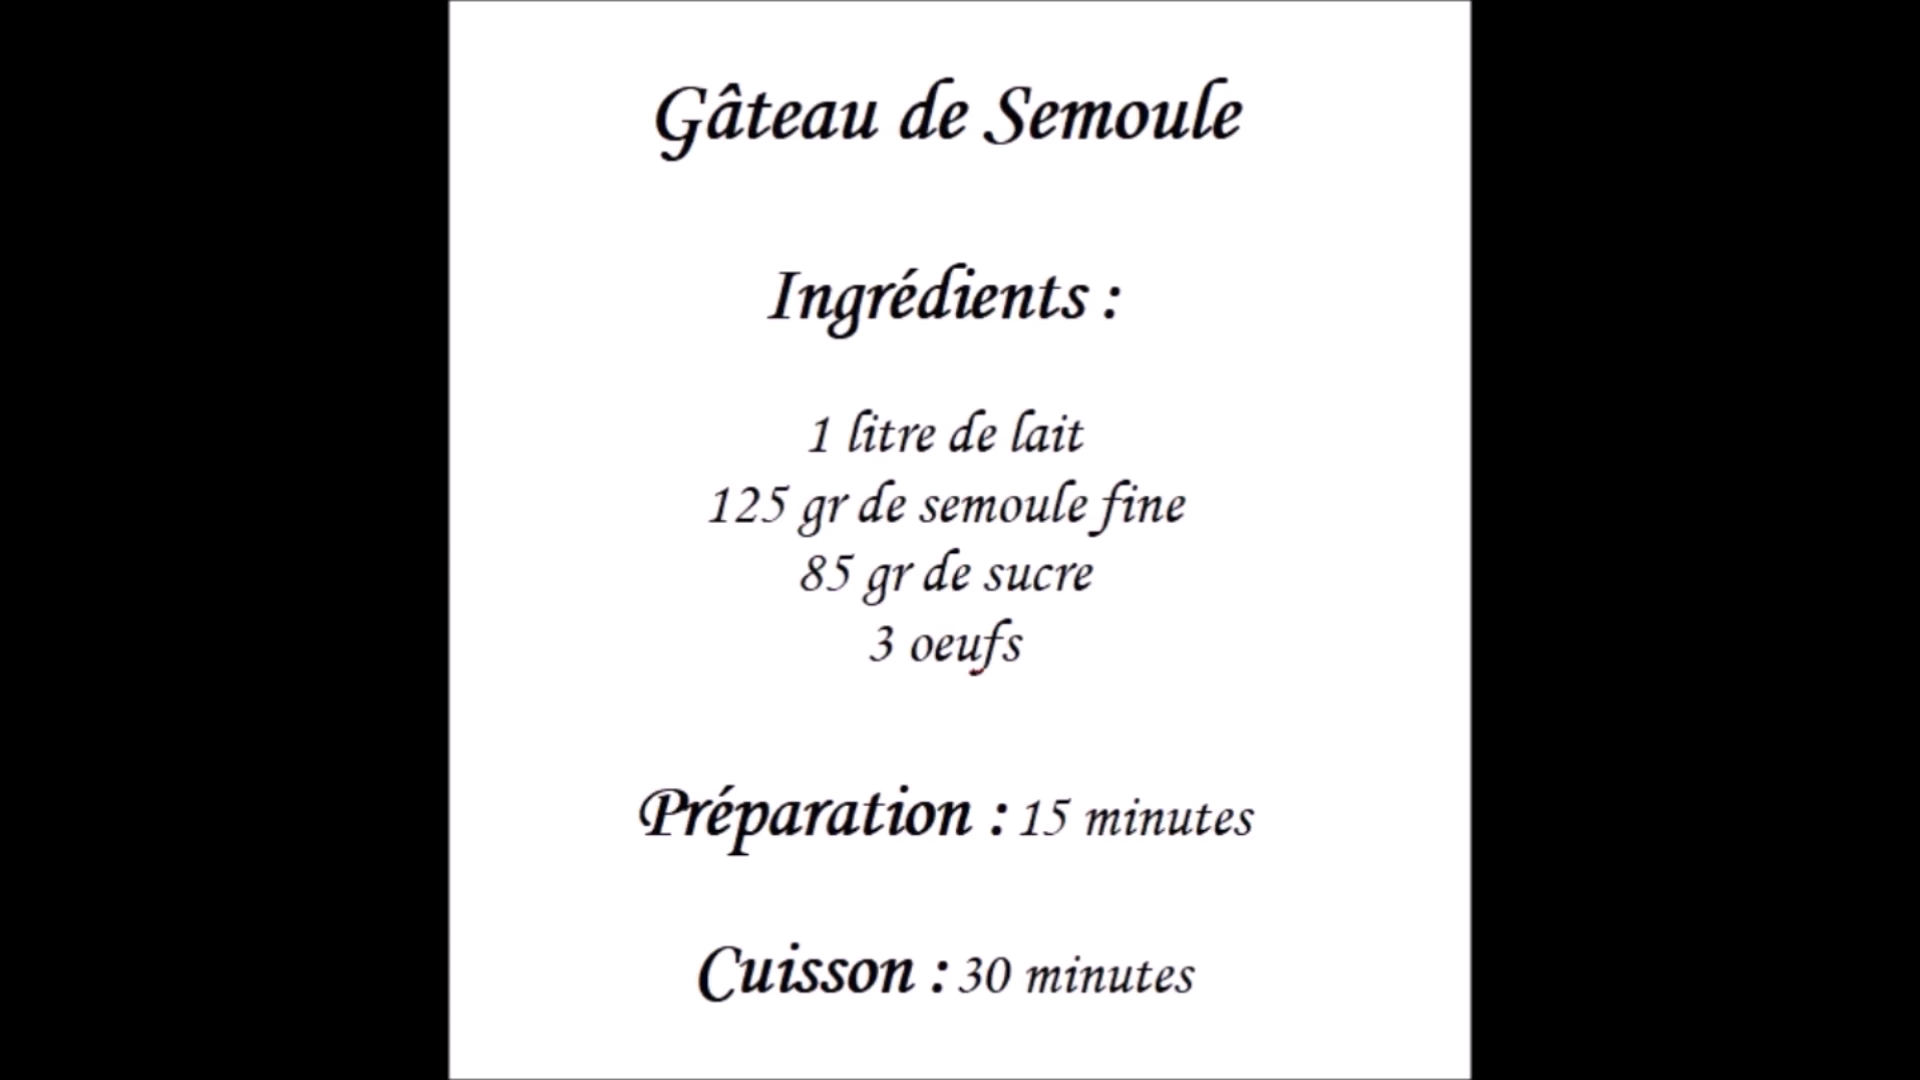 Gâteau de Semoule
Ingrédients :
1 litre de lait
125 gr de semoule fine
85 gr de sucre
3 oeufs
Préparation : 15 minutes
Cuisson : 30 minutes